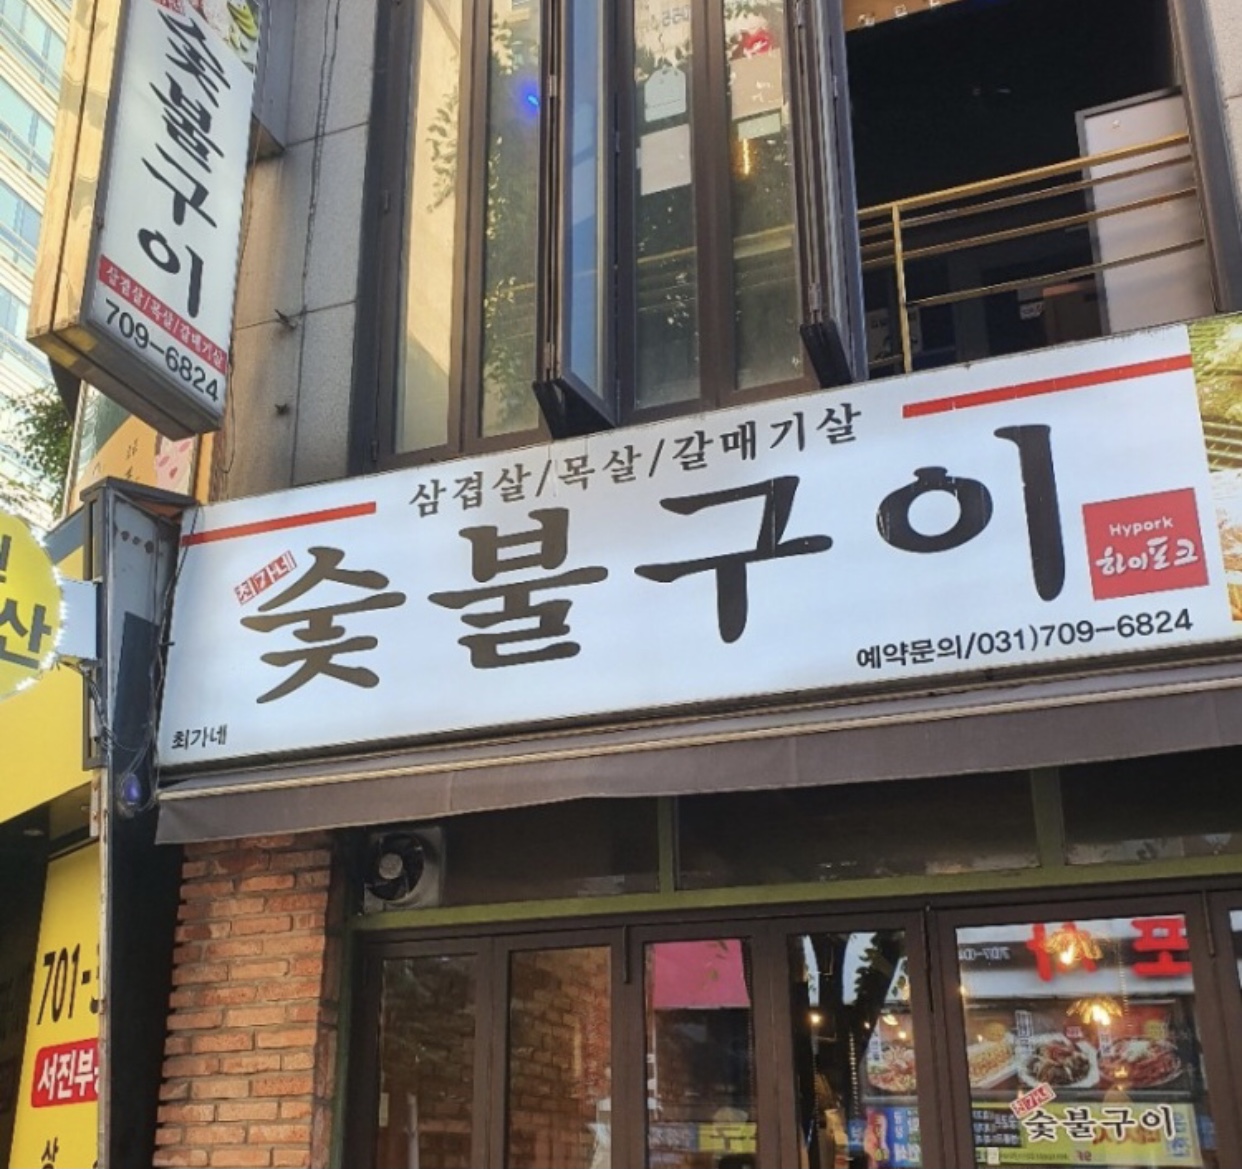 숯불구이
삼겹살/목살/갈매기살
709-6824
삼겹살/목살/갈매기살
최가네
숯불구이
Hypork
하이포크
예약문의/031)709-6824
최가네
산
701-
서진부
최가네
숯불구이